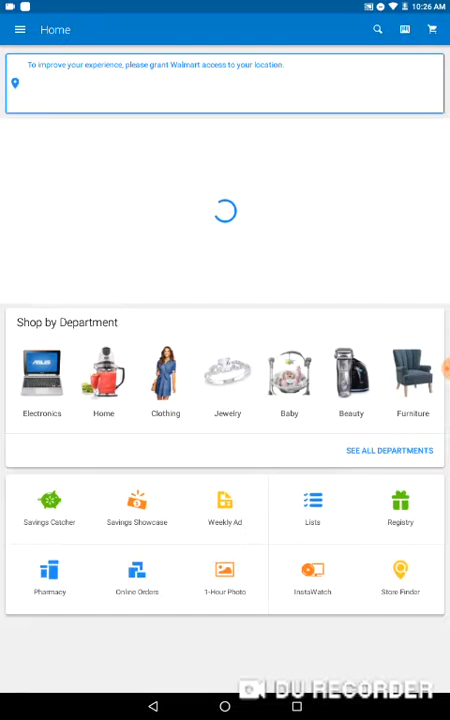 10:26 AM
Home
To improve your experience, please grant Walmart access to your location.
Shop by Department
ASUS
Electronics
Home
Clothing
Jewelry
Baby
Beauty
Furniture
SEE ALL DEPARTMENTS
Savings Catcher
Savings Showcase
Weekly Ad
Lists
Registry
Pharmacy
Online Orders
1-Hour Photo
InstaWatch
Store Finder
DU RECORDER